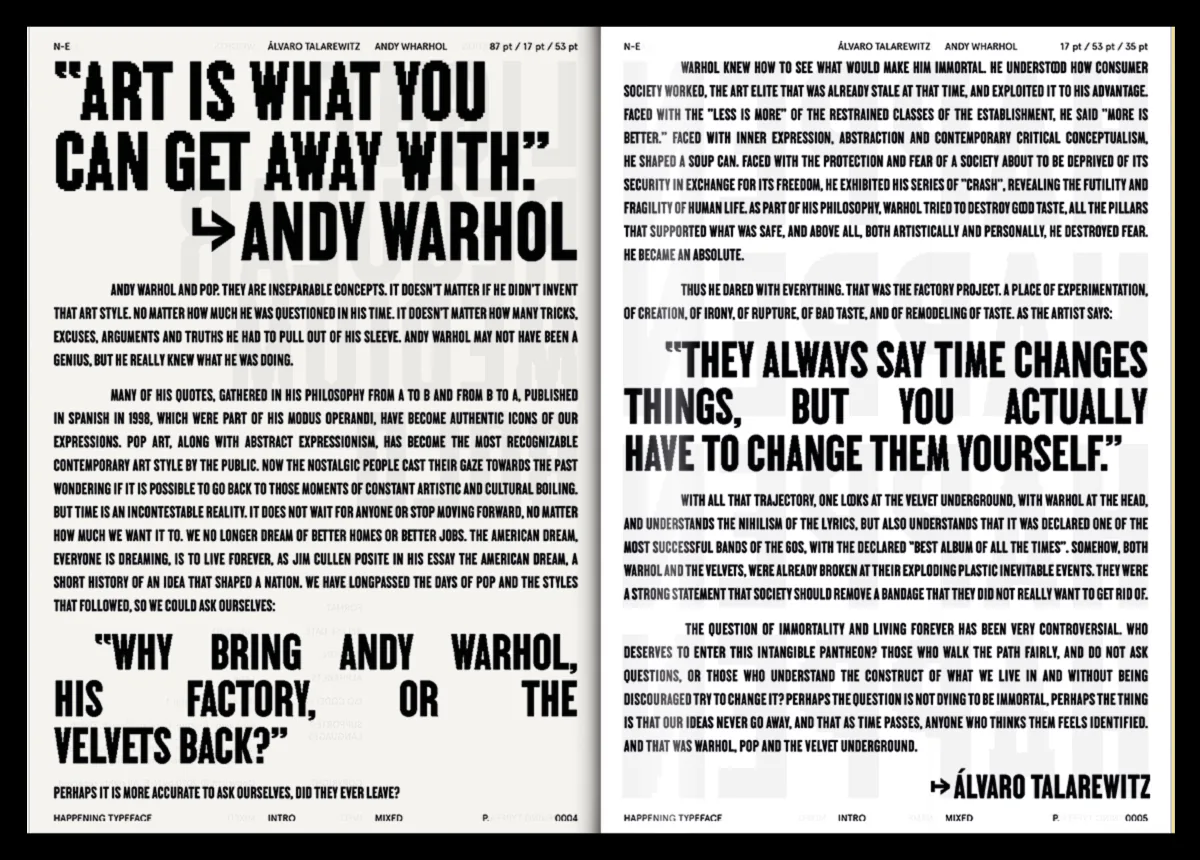 N-E ÁLVARO TALAREWITZ ANDY WHARHOL 87 pt / 17 pt / 53 pt
“ART IS WHAT YOU
CAN GET AWAY WITH.”
↳ANDY WARHOL
ANDY WARHOL AND POP. THEY ARE INSEPARABLE CONCEPTS. IT DOESN'T MATTER IF HE DIDN'T INVENT
THAT ART STYLE. NO MATTER HOW MUCH HE WAS QUESTIONED IN HIS TIME. IT DOESN'T MATTER HOW MANY TRICKS,
EXCUSES, ARGUMENTS AND TRUTHS HE HAD TO PULL OUT OF HIS SLEEVE. ANDY WARHOL MAY NOT HAVE BEEN A
GENIUS, BUT HE REALLY KNEW WHAT HE WAS DOING.
MANY OF HIS QUOTES, GATHERED IN HIS PHILOSOPHY FROM A TO B AND FROM B TO A, PUBLISHED
IN SPANISH IN 1998, WHICH WERE PART OF HIS MODUS OPERANDI, HAVE BECOME AUTHENTIC ICONS OF OUR
EXPRESSIONS. POP ART, ALONG WITH ABSTRACT EXPRESSIONISM, HAS BECOME THE MOST RECOGNIZABLE
CONTEMPORARY ART STYLE BY THE PUBLIC. NOW THE NOSTALGIC PEOPLE CAST THEIR GAZE TOWARDS THE PAST
WONDERING IF IT IS POSSIBLE TO GO BACK TO THOSE MOMENTS OF CONSTANT ARTISTIC AND CULTURAL BOILING.
BUT TIME IS AN INCONTESTABLE REALITY. IT DOES NOT WAIT FOR ANYONE OR STOP MOVING FORWARD, NO MATTER
HOW MUCH WE WANT IT TO. WE NO LONGER DREAM OF BETTER HOMES OR BETTER JOBS. THE AMERICAN DREAM,
EVERYONE IS DREAMING, IS TO LIVE FOREVER, AS JIM CULLEN POSITE IN HIS ESSAY THE AMERICAN DREAM, A
SHORT HISTORY OF AN IDEA THAT SHAPED A NATION. WE HAVE LONGPASSED THE DAYS OF POP AND THE STYLES
THAT FOLLOWED, SO WE COULD ASK OURSELVES:
“WHY BRING ANDY WARHOL,
HIS FACTORY, OR THE
VELVETS BACK?”
PERHAPS IT IS MORE ACCURATE TO ASK OURSELVES, DID THEY EVER LEAVE?
HAPPENING TYPEFACE INTRO MIXED P. 0004
N-E ÁLVARO TALAREWITZ ANDY WHARHOL 17 pt / 53 pt / 35 pt
WARHOL KNEW HOW TO SEE WHAT WOULD MAKE HIM IMMORTAL. HE UNDERSTOOD HOW CONSUMER
SOCIETY WORKED, THE ART ELITE THAT WAS ALREADY STALE AT THAT TIME, AND EXPLOITED IT TO HIS ADVANTAGE.
FACED WITH THE "LESS IS MORE" OF THE RESTRAINED CLASSES OF THE ESTABLISHMENT, HE SAID "MORE IS
BETTER." FACED WITH INNER EXPRESSION, ABSTRACTION AND CONTEMPORARY CRITICAL CONCEPTUALISM,
HE SHAPED A SOUP CAN. FACED WITH THE PROTECTION AND FEAR OF A SOCIETY ABOUT TO BE DEPRIVED OF ITS
SECURITY IN EXCHANGE FOR ITS FREEDOM, HE EXHIBITED HIS SERIES OF "CRASH", REVEALING THE FUTILITY AND
FRAGILITY OF HUMAN LIFE. AS PART OF HIS PHILOSOPHY, WARHOL TRIED TO DESTROY GOOD TASTE, ALL THE PILLARS
THAT SUPPORTED WHAT WAS SAFE, AND ABOVE ALL, BOTH ARTISTICALLY AND PERSONALLY, HE DESTROYED FEAR.
HE BECAME AN ABSOLUTE.
THUS HE DARED WITH EVERYTHING. THAT WAS THE FACTORY PROJECT. A PLACE OF EXPERIMENTATION,
OF CREATION, OF IRONY, OF RUPTURE, OF BAD TASTE, AND OF REMODELING OF TASTE. AS THE ARTIST SAYS:
“THEY ALWAYS SAY TIME CHANGES
THINGS, BUT YOU ACTUALLY
HAVE TO CHANGE THEM YOURSELF.”
WITH ALL THAT TRAJECTORY, ONE LOOKS AT THE VELVET UNDERGROUND, WITH WARHOL AT THE HEAD,
AND UNDERSTANDS THE NIHILISM OF THE LYRICS, BUT ALSO UNDERSTANDS THAT IT WAS DECLARED ONE OF THE
MOST SUCCESSFUL BANDS OF THE 60S, WITH THE DECLARED "BEST ALBUM OF ALL THE TIMES". SOMEHOW, BOTH
WARHOL AND THE VELVETS, WERE ALREADY BROKEN AT THEIR EXPLODING PLASTIC INEVITABLE EVENTS. THEY WERE
A STRONG STATEMENT THAT SOCIETY SHOULD REMOVE A BANDAGE THAT THEY DID NOT REALLY WANT TO GET RID OF.
THE QUESTION OF IMMORTALITY AND LIVING FOREVER HAS BEEN VERY CONTROVERSIAL. WHO
DESERVES TO ENTER THIS INTANGIBLE PANTHEON? THOSE WHO WALK THE PATH FAIRLY, AND DO NOT ASK
QUESTIONS, OR THOSE WHO UNDERSTAND THE CONSTRUCT OF WHAT WE LIVE IN AND WITHOUT BEING
DISCOURAGED TRY TO CHANGE IT? PERHAPS THE QUESTION IS NOT DYING TO BE IMMORTAL, PERHAPS THE THING
IS THAT OUR IDEAS NEVER GO AWAY, AND THAT AS TIME PASSES, ANYONE WHO THINKS THEM FEELS IDENTIFIED.
AND THAT WAS WARHOL, POP AND THE VELVET UNDERGROUND.
↦ÁLVARO TALAREWITZ
HAPPENING TYPEFACE INTRO MIXED P. 0005